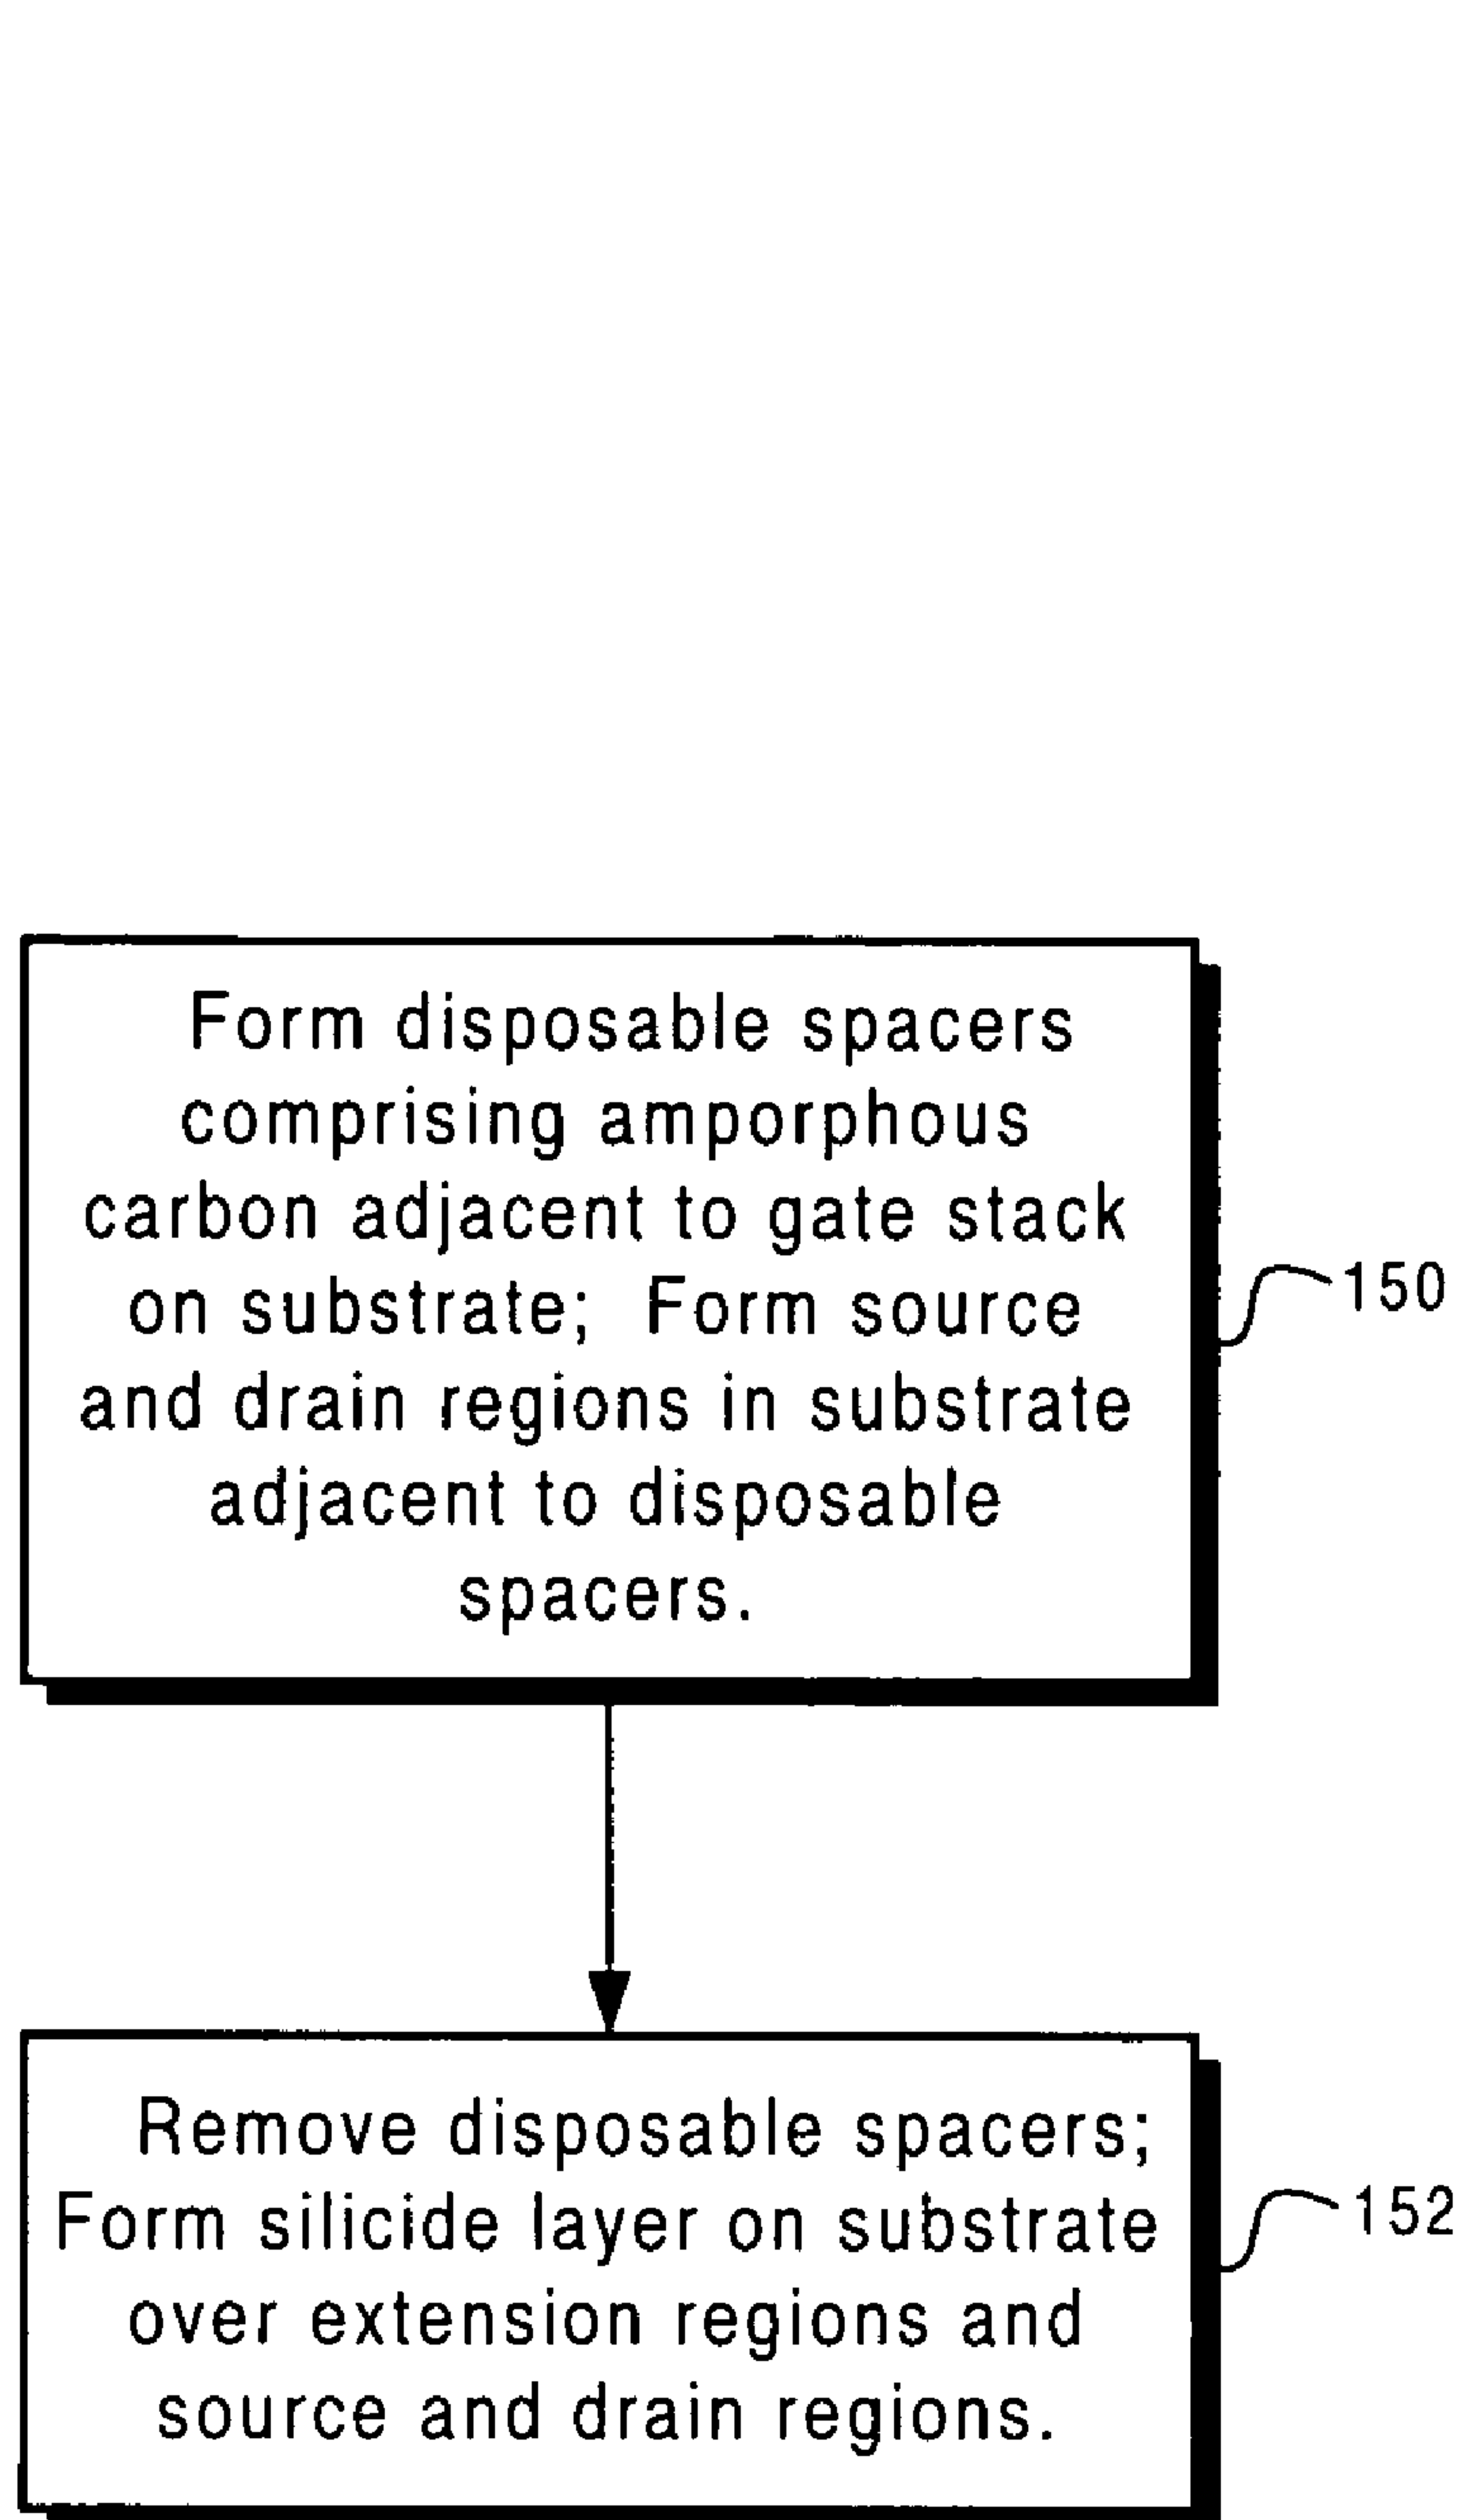 Form disposable spacers
comprising amporphous
carbon adjacent to gate stack
on substrate; Form source
and drain regions in substrate
adjacent to disposable
spacers.
150
Remove disposable spacers;
Form silicide layer on substrate
over extension regions and
source and drain regions.
152